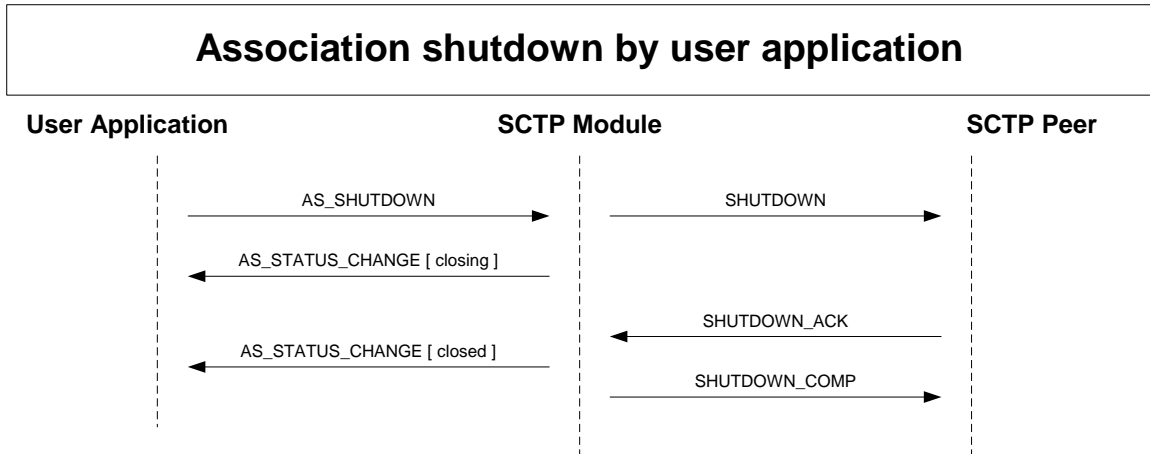 Association shutdown by user application
User Application
SCTP Module
SCTP Peer
AS_SHUTDOWN
SHUTDOWN
AS_STATUS_CHANGE [ closing ]
SHUTDOWN_ACK
AS_STATUS_CHANGE [ closed ]
SHUTDOWN_COMP